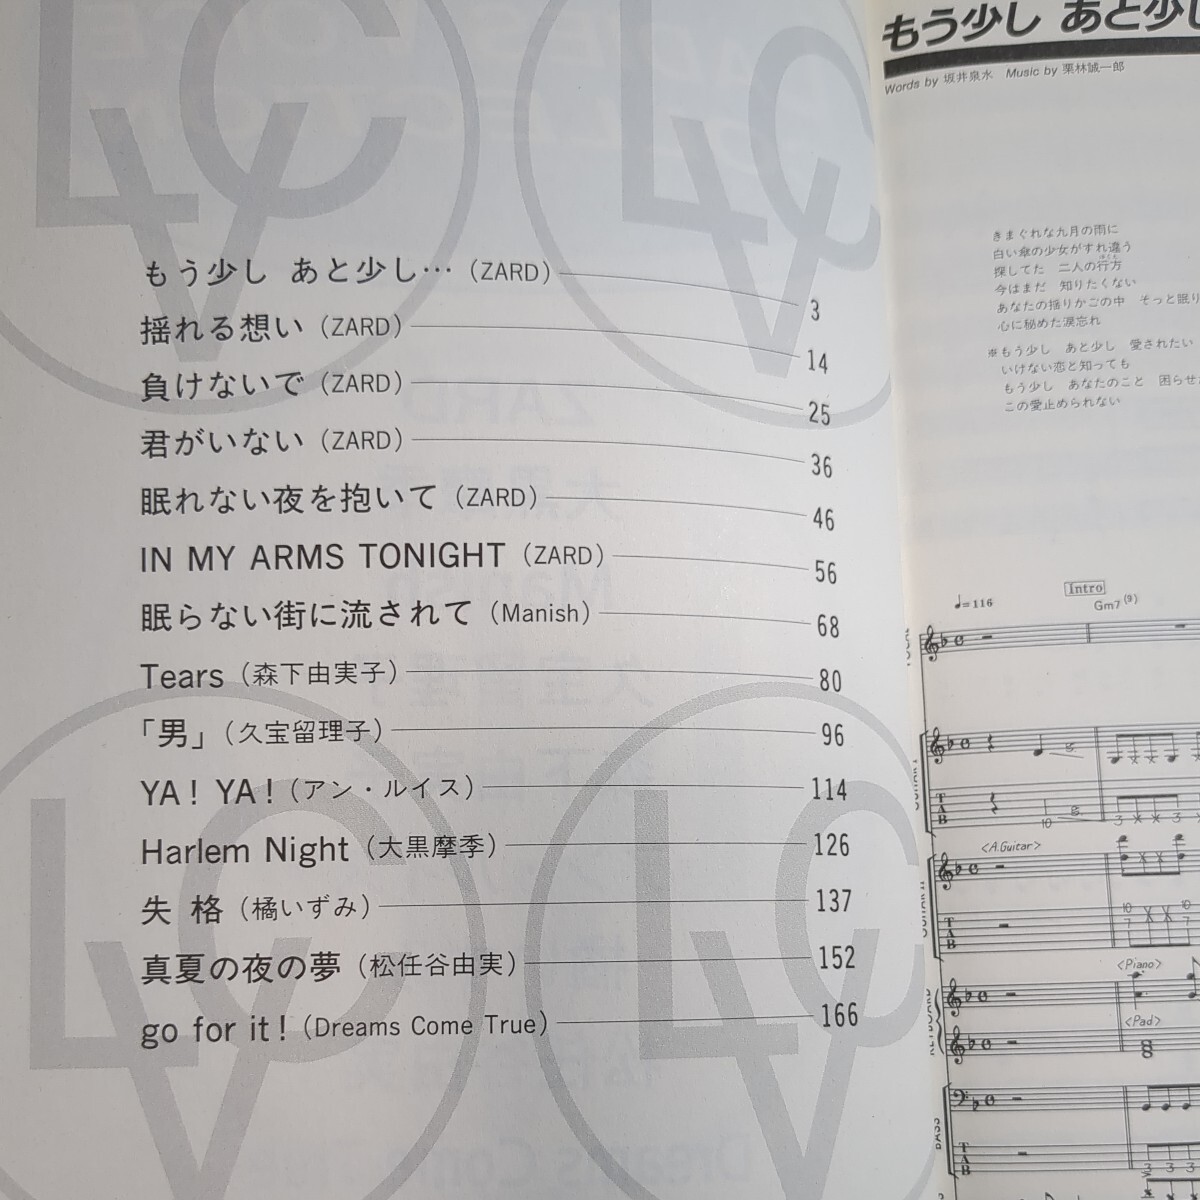 もう少し あと少し…（ZARD） 3
揺れる想い（ZARD） 14
負けないで（ZARD） 25
君がいない（ZARD） 36
眠れない夜を抱いて（ZARD） 46
IN MY ARMS TONIGHT（ZARD） 56
眠らない街に流されて（Manish） 68
Tears（森下由実子） 80
「男」（久宝留理子） 96
YA! YA!（アン・ルイス） 114
Harlem Night（大黒摩季） 126
失 格（橘いずみ） 137
真夏の夜の夢（松任谷由実） 152
go for it!（Dreams Come True） 166
もう少し あと少し
Words by 坂井泉水 Music by 栗林誠一郎
きまぐれな九月の雨に
白い傘の少女がすれ違う
探してた 二人の行方
今はまだ 知りたくない
あなたの揺りかごの中 そっと眠り
心に秘めた涙忘れ
※もう少し あと少し 愛されたい
いけない恋と知っても
もう少し あなたのこと 困らせた
この愛止められない
♩=116
Intro
Gm7(9)
TAB
<A.Guitar>
TAB
<Piano>
<Pad>
BASS
TAB